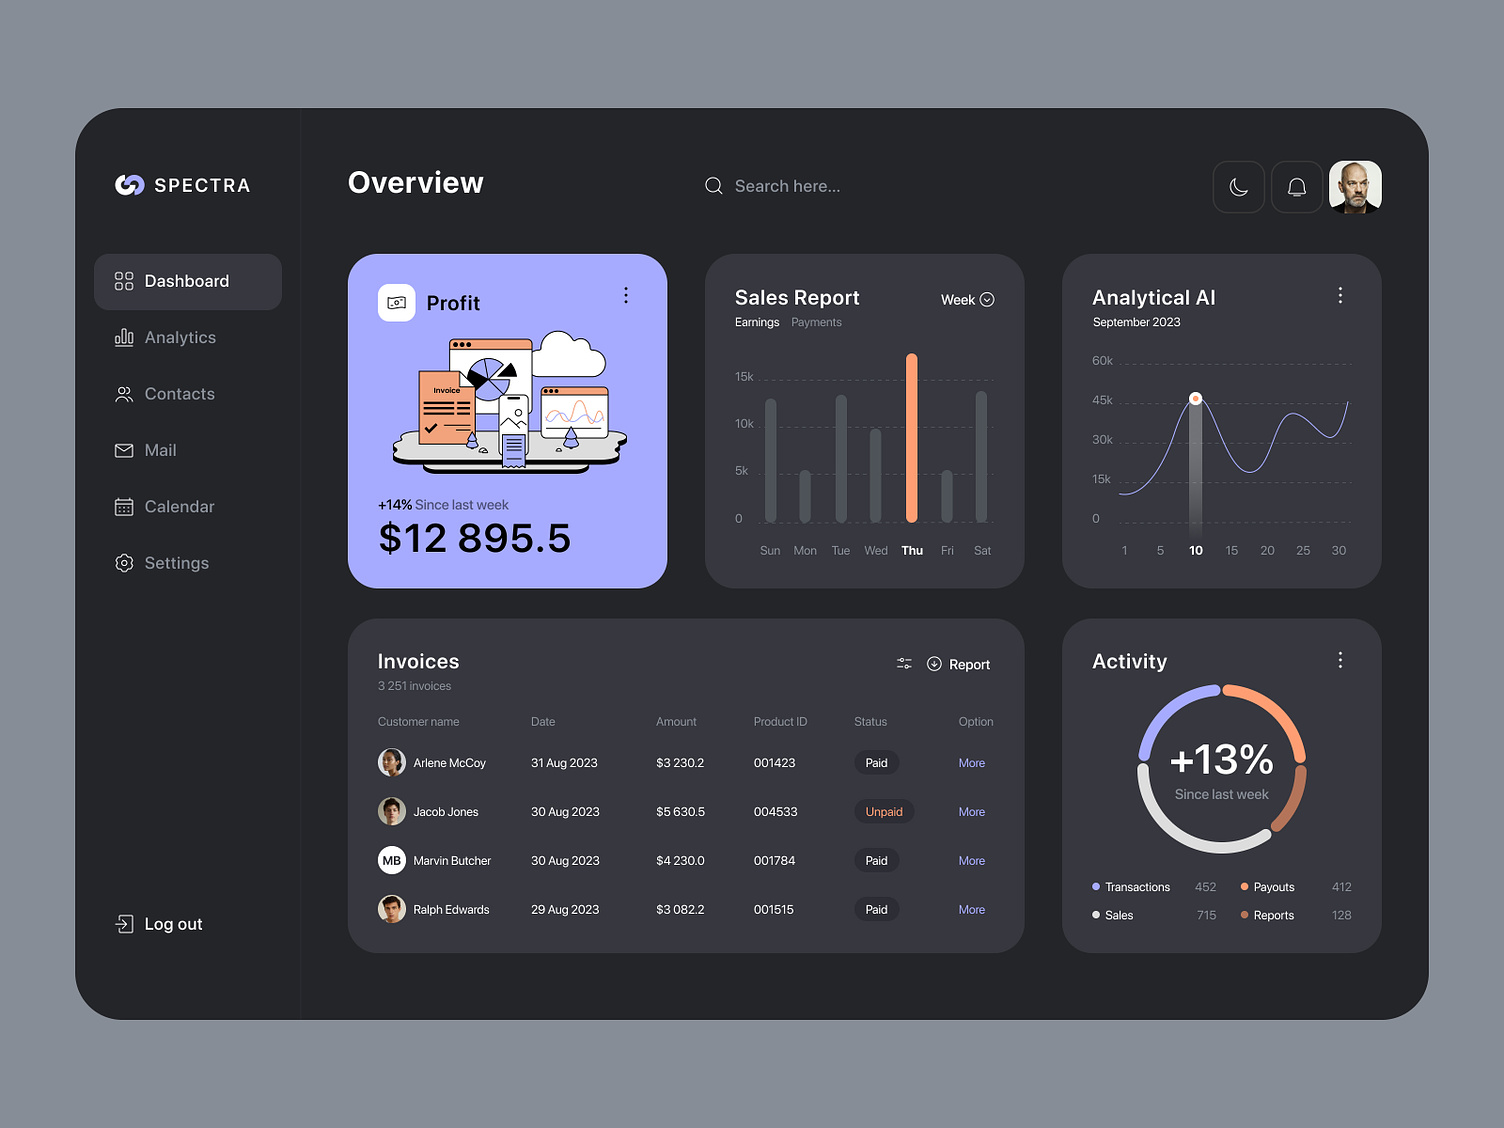 SPECTRA
Overview
Search here...
Dashboard
Analytics
Contacts
Mail
Calendar
Settings
Log out
Profit
Invoice
+14% Since last week
$12 895.5
Sales Report
Week
Earnings Payments
15k
10k
5k
0
Sun Mon Tue Wed Thu Fri Sat
Analytical AI
September 2023
60k
45k
30k
15k
0
1 5 10 15 20 25 30
Invoices
3 251 invoices
Report
Customer name Date Amount Product ID Status Option
Arlene McCoy 31 Aug 2023 $3 230.2 001423 Paid More
Jacob Jones 30 Aug 2023 $5 630.5 004533 Unpaid More
MB Marvin Butcher 30 Aug 2023 $4 230.0 001784 Paid More
Ralph Edwards 29 Aug 2023 $3 082.2 001515 Paid More
Activity
+13%
Since last week
Transactions 452 Payouts 412
Sales 715 Reports 128